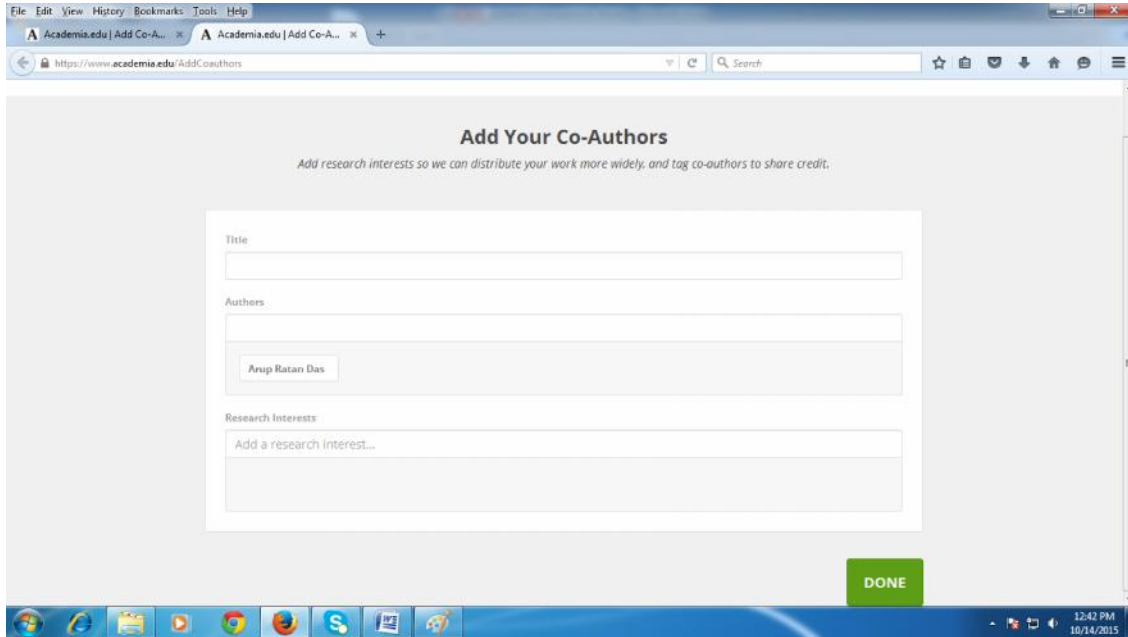 File Edit View History Bookmarks Tools Help
Academia.edu | Add Co-A... Academia.edu | Add Co-A...
https://www.academia.edu/AddCoauthors Search
Add Your Co-Authors
Add research interests so we can distribute your work more widely, and tag co-authors to share credit.
Title
Authors
Arup Ratan Das
Research Interests
Add a research interest...
DONE
12:42 PM
10/14/2015